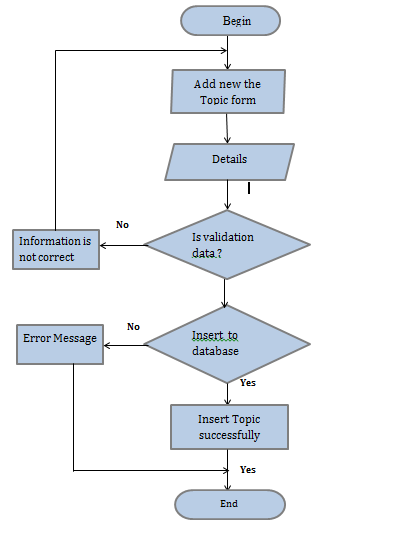 Begin
Add new the
Topic form
Details
No
Is validation
data.?
Information is
not correct
No
Insert to
database
Error Message
Yes
Insert Topic
successfully
Yes
End